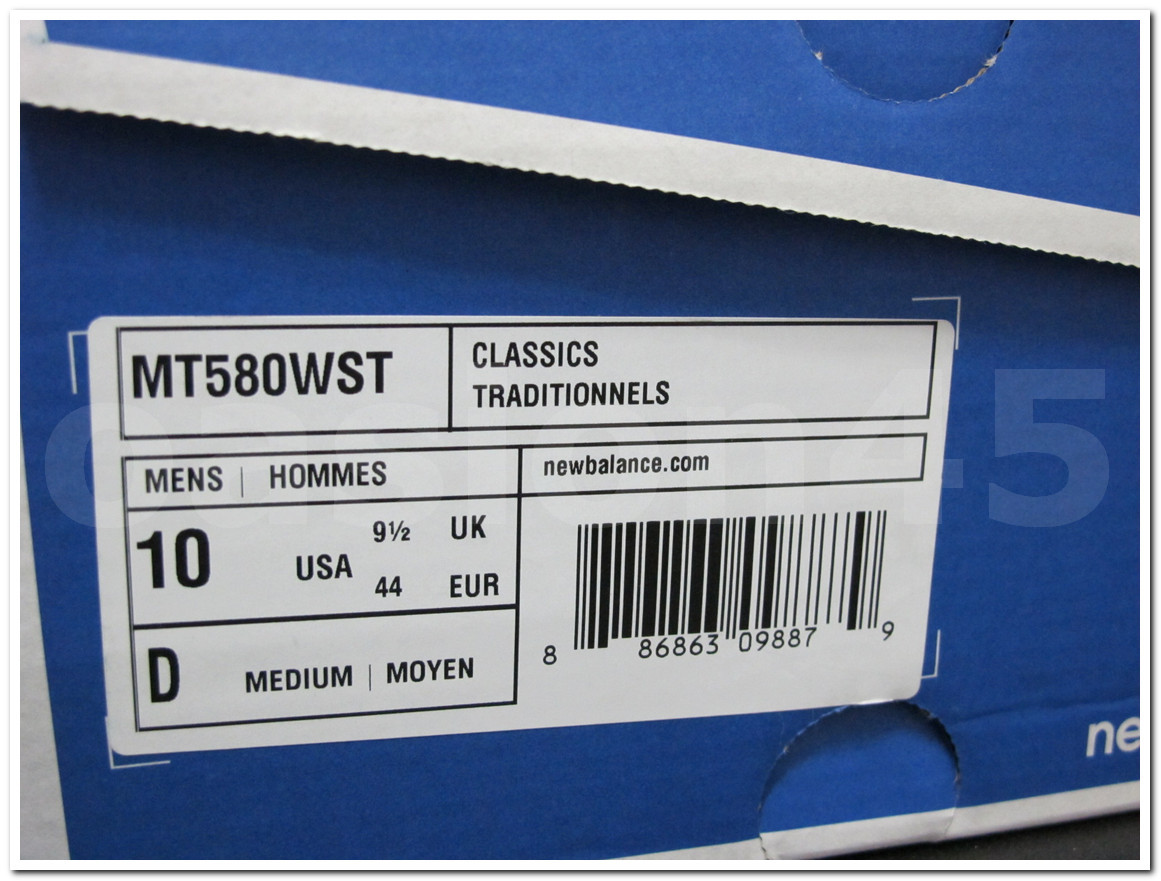 MT580WST
CLASSICS
TRADITIONNELS
MENS | HOMMES
newbalance.com
10 USA 9½ UK
44 EUR
D MEDIUM | MOYEN
8 86863 09887 9
ne
oasion45